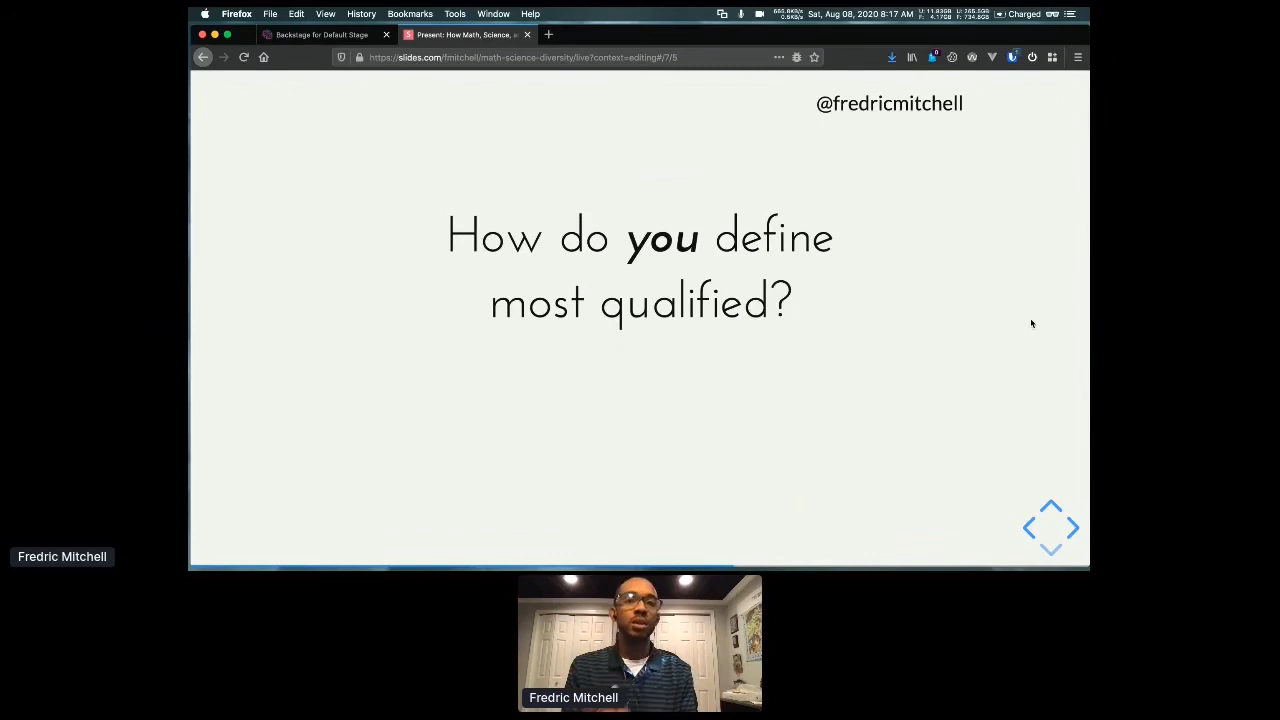 Firefox File Edit View History Bookmarks Tools Window Help
Sat, Aug 08, 2020 8:17 AM
Charged
Backstage for Default Stage
Present: How Math, Science, a
https://slides.com/fmitchell/math-science-diversity/live?context=editing#/7/5
@fredricmitchell
How do you define
most qualified?
Fredric Mitchell
Fredric Mitchell